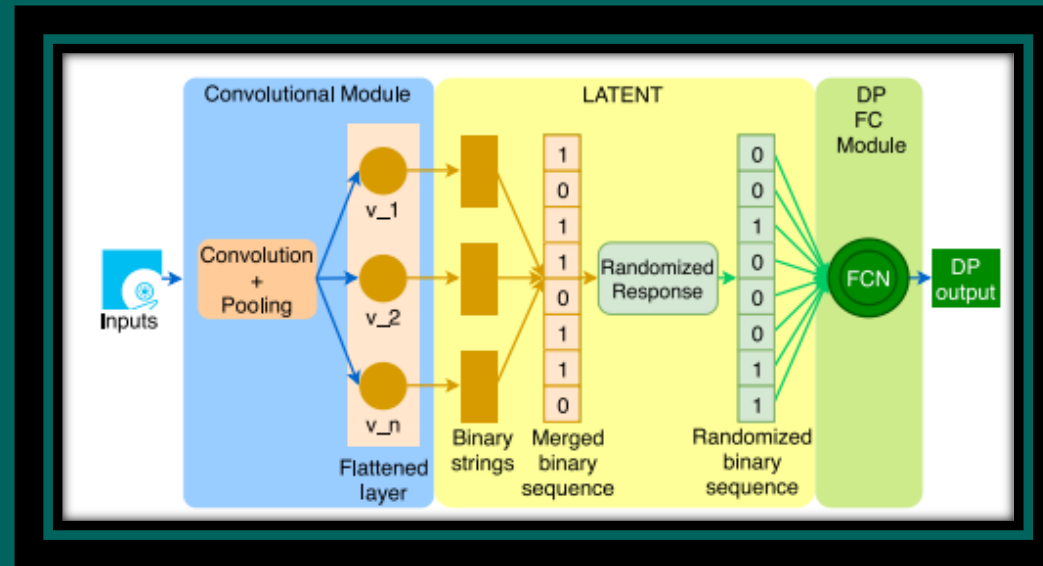 Convolutional Module
LATENT
DP
FC
Module
Inputs
Convolution
+
Pooling
v_1
v_2
v_n
Flattened
layer
Binary
strings
1
0
1
1
0
1
1
0
Merged
binary
sequence
Randomized
Response
0
0
1
0
0
0
1
1
Randomized
binary
sequence
FCN
DP
output